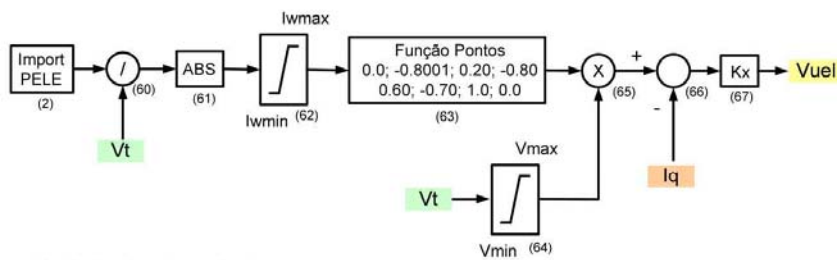 Iwmax
Import
PELE
(2)
/
(60)
ABS
(61)
Iwmin
(62)
Função Pontos
0.0; -0.8001; 0.20; -0.80
0.60; -0.70; 1.0; 0.0
(63)
X
(65)
+
-
(66)
Kx
(67)
Vuel
Vt
Vmax
Vt
Vmin
(64)
Iq